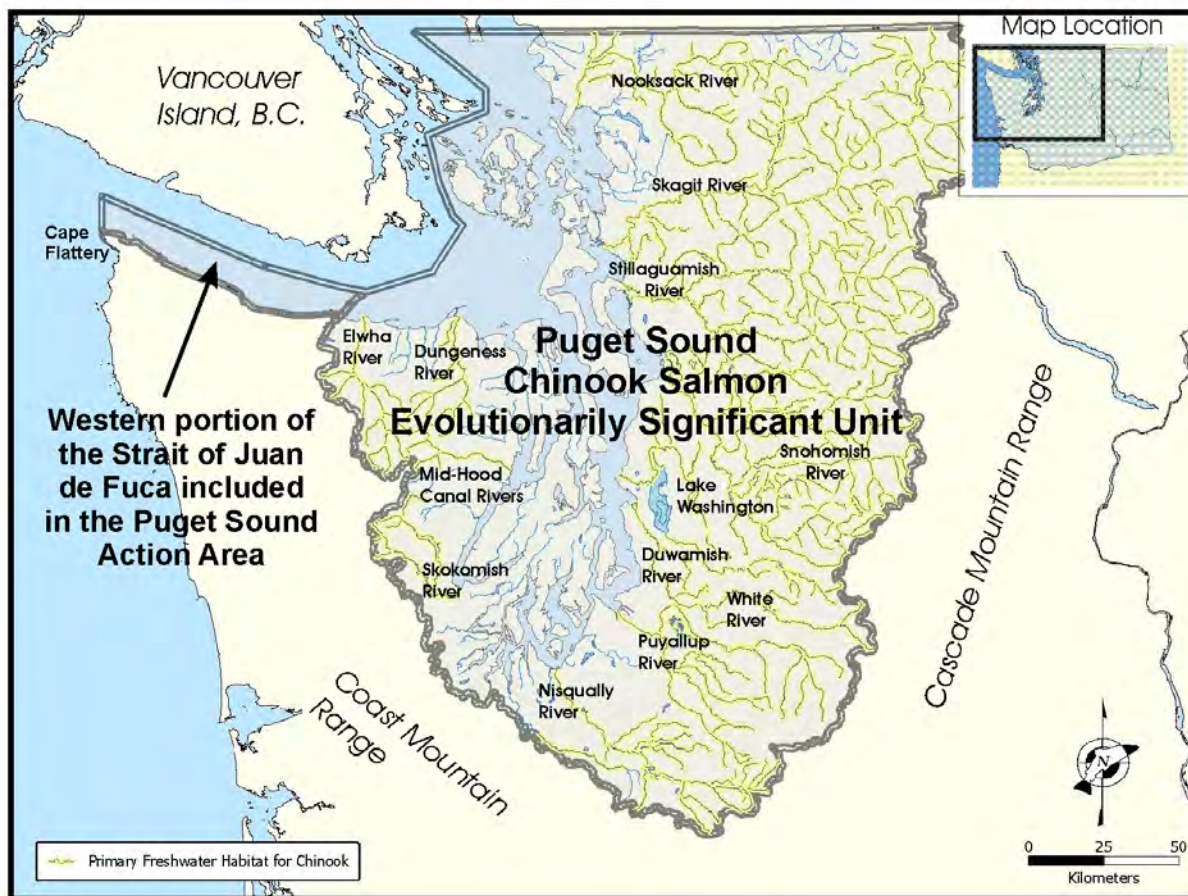 Map Location
Vancouver
Island, B.C.
Nooksack River
Skagit River
Cape
Flattery
Stillaguamish
River
Elwha
River
Dungeness
River
Puget Sound
Chinook Salmon
Evolutionarily Significant Unit
Western portion of
the Strait of Juan
de Fuca included
in the Puget Sound
Action Area
Snohomish
River
Mid-Hood
Canal Rivers
Lake
Washington
Cascade Mountain Range
Duwamish
River
Skokomish
River
White
River
Puyallup
River
Nisqually
River
Coast Mountain
Range
N
Primary Freshwater Habitat for Chinook
0 25 50
Kilometers